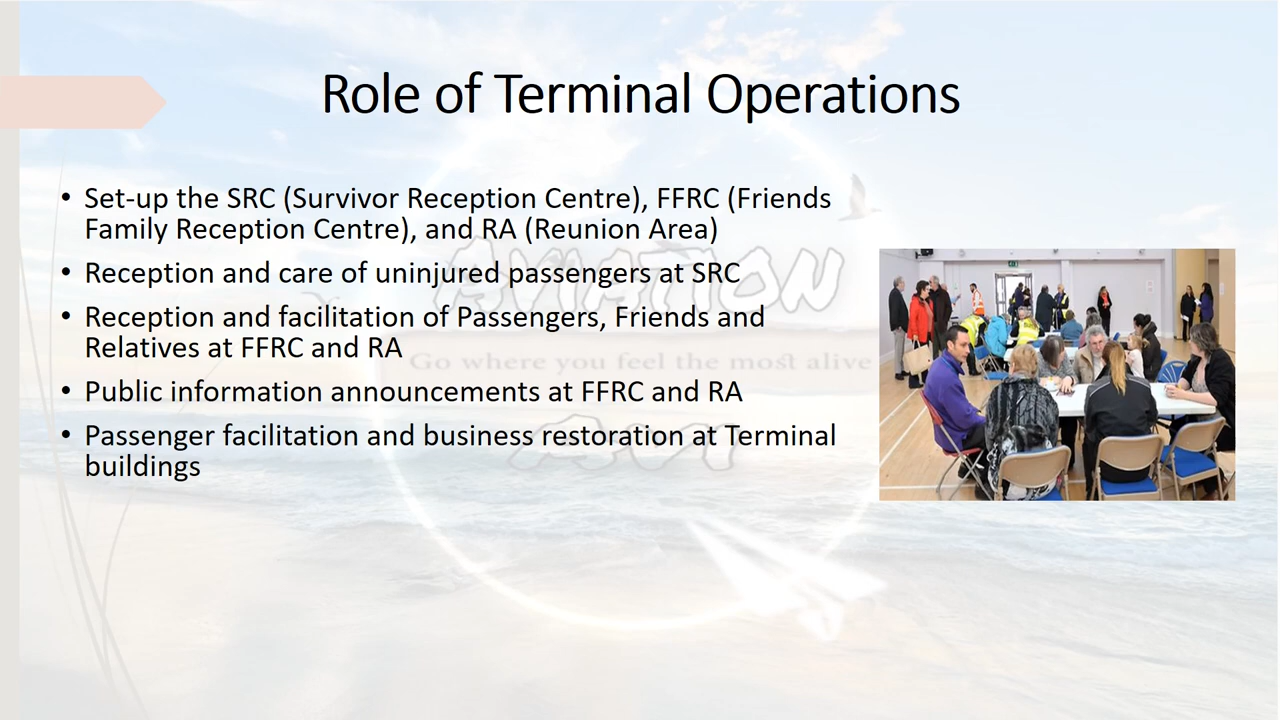 Role of Terminal Operations
• Set-up the SRC (Survivor Reception Centre), FFRC (Friends
Family Reception Centre), and RA (Reunion Area)
• Reception and care of uninjured passengers at SRC
• Reception and facilitation of Passengers, Friends and
Relatives at FFRC and RA
• Public information announcements at FFRC and RA
• Passenger facilitation and business restoration at Terminal
buildings
AVIATION
Go where you feel the most alive